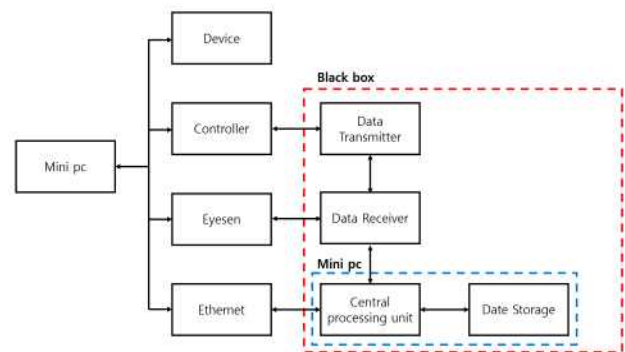 Device
Black box
Controller
Data
Transmitter
Mini pc
Eyesen
Data Receiver
Mini pc
Ethernet
Central
processing unit
Date Storage